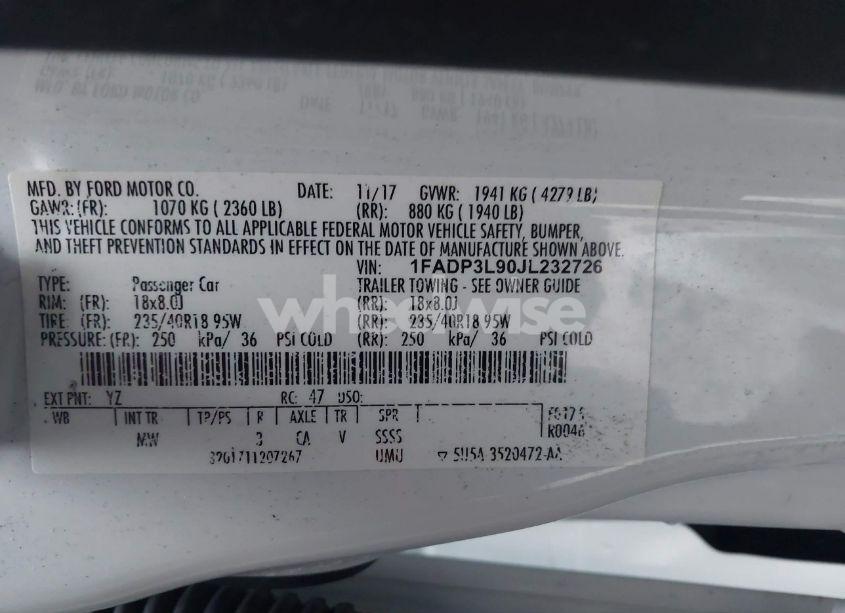 MFD. BY FORD MOTOR CO. DATE: 11/17 GVWR: 1941 KG ( 4279 LB)
GAWR: (FR): 1070 KG ( 2360 LB) (RR): 880 KG ( 1940 LB)
THIS VEHICLE CONFORMS TO ALL APPLICABLE FEDERAL MOTOR VEHICLE SAFETY, BUMPER,
AND THEFT PREVENTION STANDARDS IN EFFECT ON THE DATE OF MANUFACTURE SHOWN ABOVE.
VIN: 1FADP3L90JL232726
TYPE: Passenger Car TRAILER TOWING - SEE OWNER GUIDE
RIM: (FR): 18x8.0J (RR): 18x8.0J
TIRE: (FR): 235/40R18 95W (RR): 235/40R18 95W
PRESSURE: (FR): 250 kPa/ 36 PSI COLD (RR): 250 kPa/ 36 PSI COLD
wheelwise
EXT PNT: YZ RC: 47 DSO:
WB INT TR TP/PS R AXLE TR SPR
MW 3 CA V SSSS
UMU